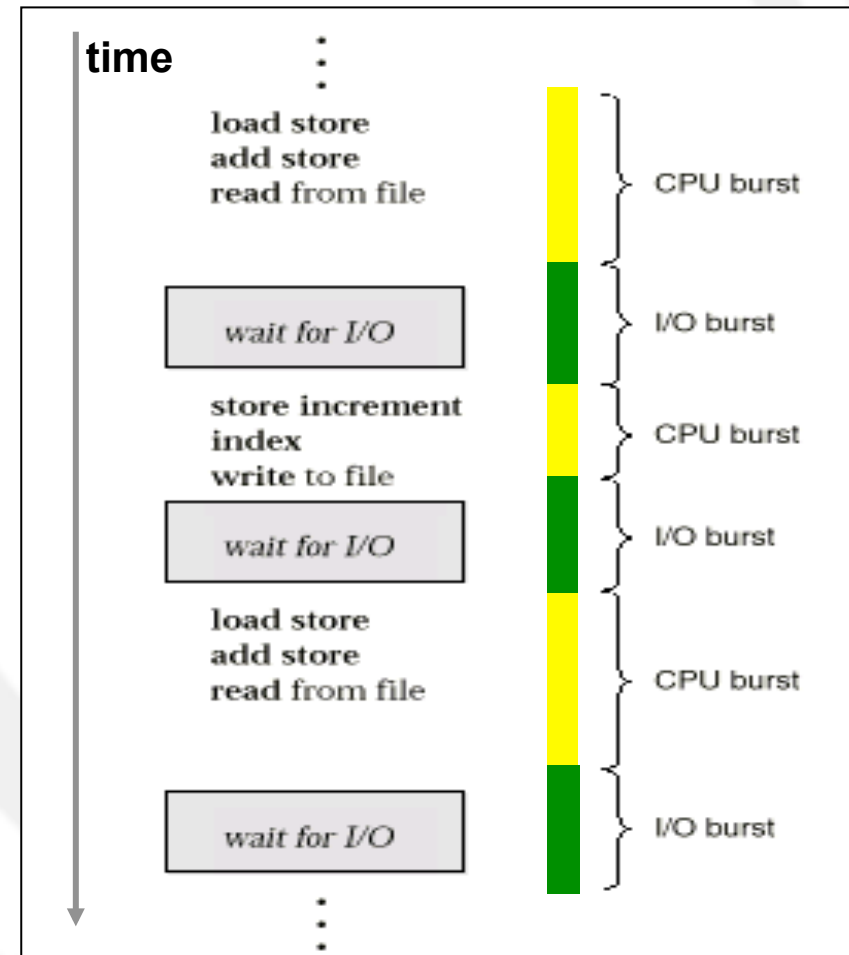 time
load store
add store
read from file
CPU burst
wait for I/O
I/O burst
store increment
index
write to file
CPU burst
wait for I/O
I/O burst
load store
add store
read from file
CPU burst
wait for I/O
I/O burst